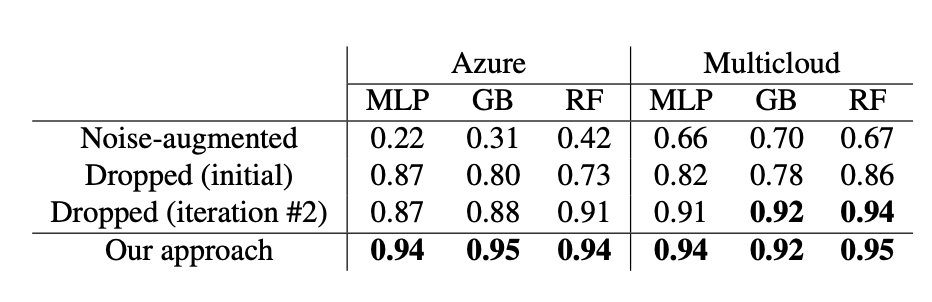 Azure Multicloud
MLP GB RF MLP GB RF
Noise-augmented 0.22 0.31 0.42 0.66 0.70 0.67
Dropped (initial) 0.87 0.80 0.73 0.82 0.78 0.86
Dropped (iteration #2) 0.87 0.88 0.91 0.91 0.92 0.94
Our approach 0.94 0.95 0.94 0.94 0.92 0.95